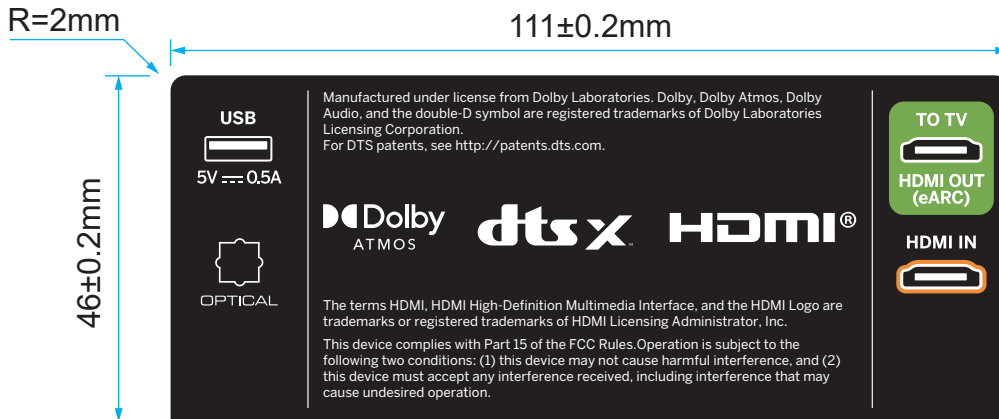 R=2mm
111±0.2mm
46±0.2mm
USB
5V 0.5A
OPTICAL
Manufactured under license from Dolby Laboratories. Dolby, Dolby Atmos, Dolby
Audio, and the double-D symbol are registered trademarks of Dolby Laboratories
Licensing Corporation.
For DTS patents, see http://patents.dts.com.
Dolby
ATMOS
dts x™
HDMI®
The terms HDMI, HDMI High-Definition Multimedia Interface, and the HDMI Logo are
trademarks or registered trademarks of HDMI Licensing Administrator, Inc.
This device complies with Part 15 of the FCC Rules.Operation is subject to the
following two conditions: (1) this device may not cause harmful interference, and (2)
this device must accept any interference received, including interference that may
cause undesired operation.
TO TV
HDMI OUT
(eARC)
HDMI IN